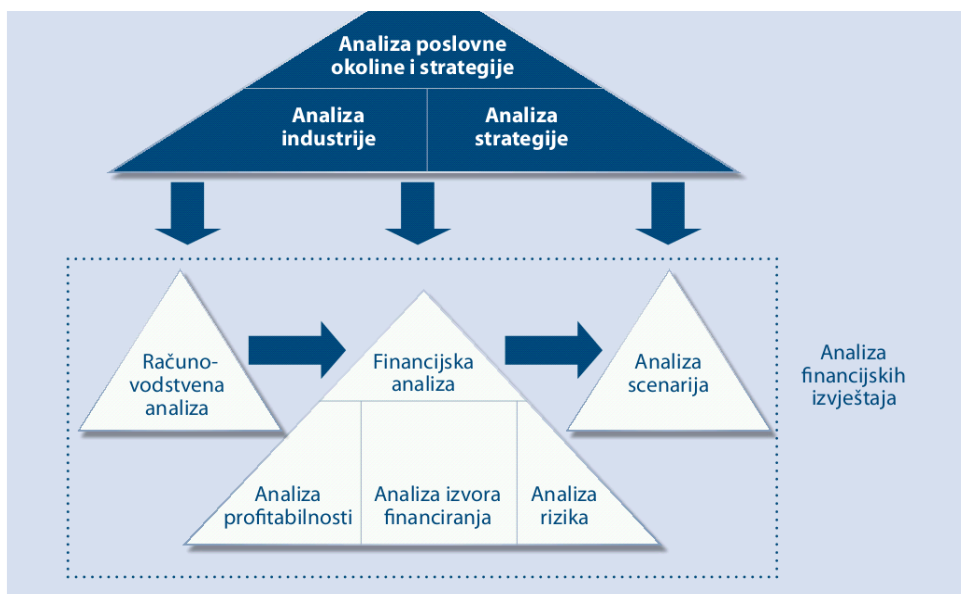 Analiza poslovne
okoline i strategije
Analiza
industrije
Analiza
strategije
Računo-
vodstvena
analiza
Financijska
analiza
Analiza
scenarija
Analiza
financijskih
izvještaja
Analiza
profitabilnosti
Analiza izvora
financiranja
Analiza
rizika